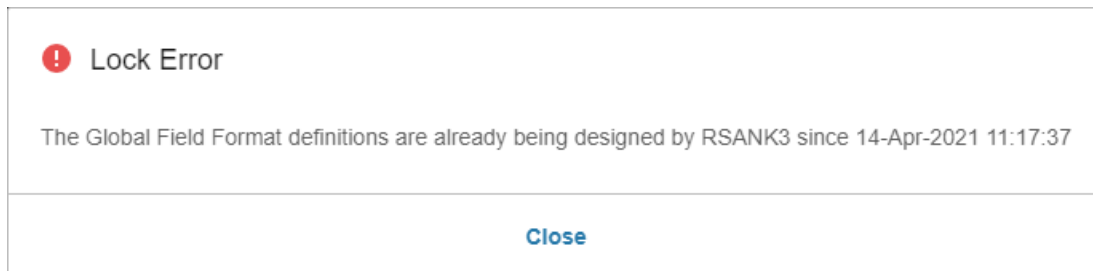 Lock Error
The Global Field Format definitions are already being designed by RSANK3 since 14-Apr-2021 11:17:37
Close